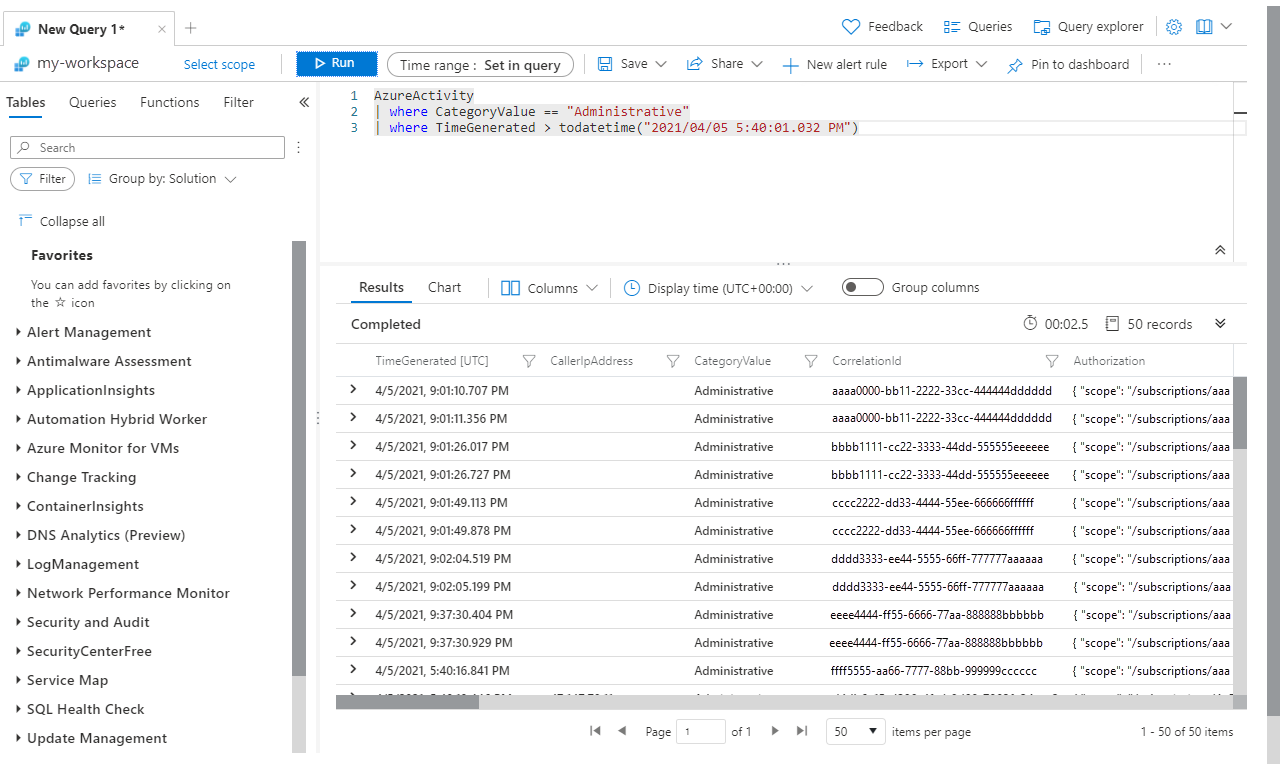 New Query 1*
Feedback Queries Query explorer
my-workspace Select scope Run Time range : Set in query Save Share New alert rule Export Pin to dashboard
Tables Queries Functions Filter
1 AzureActivity
2 | where CategoryValue == "Administrative"
3 | where TimeGenerated > todatetime("2021/04/05 5:40:01.032 PM")
Search
Filter Group by: Solution
Collapse all
Favorites
You can add favorites by clicking on
the ☆ icon
Alert Management
Antimalware Assessment
ApplicationInsights
Automation Hybrid Worker
Azure Monitor for VMs
Change Tracking
ContainerInsights
DNS Analytics (Preview)
LogManagement
Network Performance Monitor
Security and Audit
SecurityCenterFree
Service Map
SQL Health Check
Update Management
Results Chart Columns Display time (UTC+00:00) Group columns
Completed 00:02.5 50 records
TimeGenerated [UTC] CallerIpAddress CategoryValue CorrelationId Authorization
4/5/2021, 9:01:10.707 PM Administrative aaaa0000-bb11-2222-33cc-444444dddddd { "scope": "/subscriptions/aaa
4/5/2021, 9:01:11.356 PM Administrative aaaa0000-bb11-2222-33cc-444444dddddd { "scope": "/subscriptions/aaa
4/5/2021, 9:01:26.017 PM Administrative bbbb1111-cc22-3333-44dd-555555eeeeee { "scope": "/subscriptions/aaa
4/5/2021, 9:01:26.727 PM Administrative bbbb1111-cc22-3333-44dd-555555eeeeee { "scope": "/subscriptions/aaa
4/5/2021, 9:01:49.113 PM Administrative cccc2222-dd33-4444-55ee-666666ffffff { "scope": "/subscriptions/aaa
4/5/2021, 9:01:49.878 PM Administrative cccc2222-dd33-4444-55ee-666666ffffff { "scope": "/subscriptions/aaa
4/5/2021, 9:02:04.519 PM Administrative dddd3333-ee44-5555-66ff-777777aaaaaa { "scope": "/subscriptions/aaa
4/5/2021, 9:02:05.199 PM Administrative dddd3333-ee44-5555-66ff-777777aaaaaa { "scope": "/subscriptions/aaa
4/5/2021, 9:37:30.404 PM Administrative eeee4444-ff55-6666-77aa-888888bbbbbb { "scope": "/subscriptions/aaa
4/5/2021, 9:37:30.929 PM Administrative eeee4444-ff55-6666-77aa-888888bbbbbb { "scope": "/subscriptions/aaa
4/5/2021, 5:40:16.841 PM Administrative ffff5555-aa66-7777-88bb-999999cccccc { "scope": "/subscriptions/aaa
Page 1 of 1 50 items per page 1 - 50 of 50 items